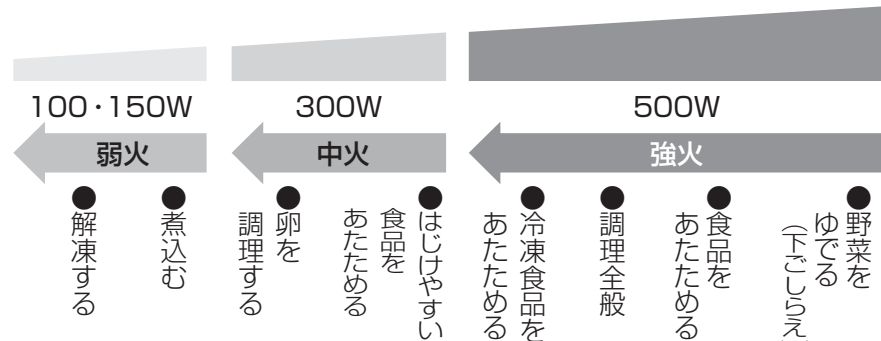 100・150W
300W
500W
弱火
中火
強火
●解凍する
●煮込む
●卵を
調理する
●はじけやすい
食品を
あたためる
●冷凍食品を
あたためる
●調理全般
●食品を
あたためる
●野菜を
ゆでる
(下ごしらえ)